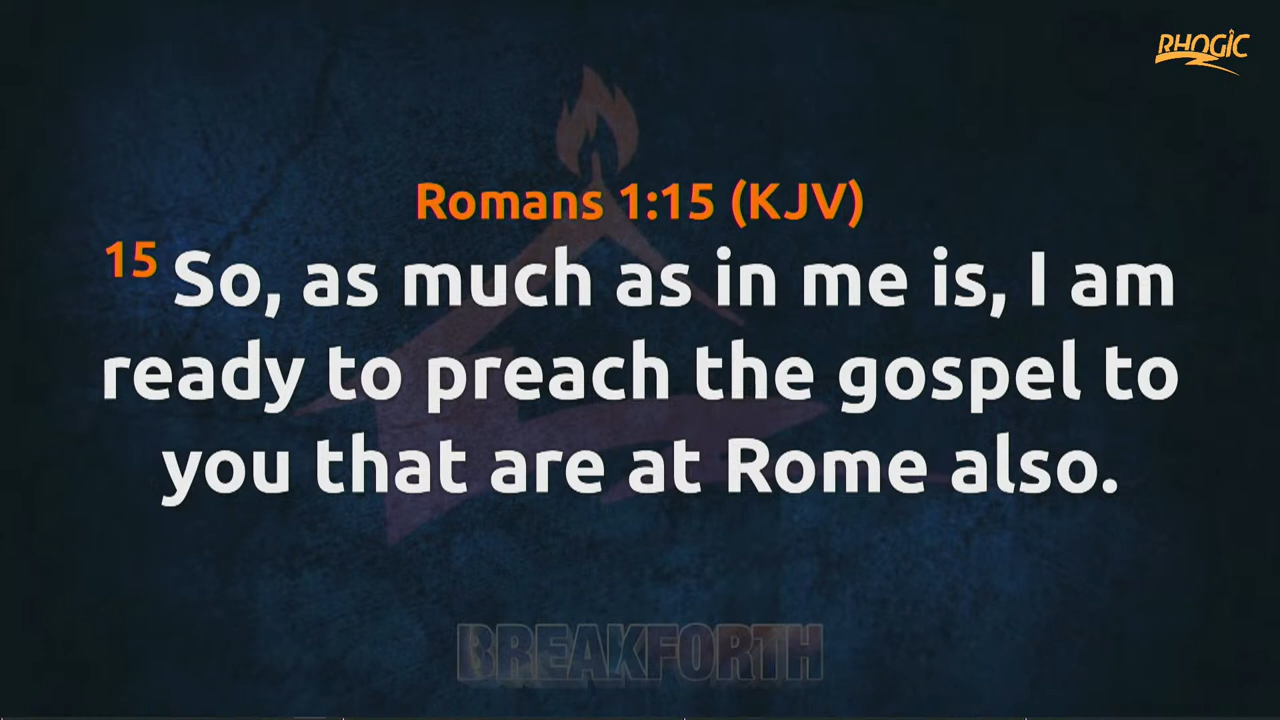 RHOGIC
Romans 1:15 (KJV)
15 So, as much as in me is, I am
ready to preach the gospel to
you that are at Rome also.
BREAKFORTH